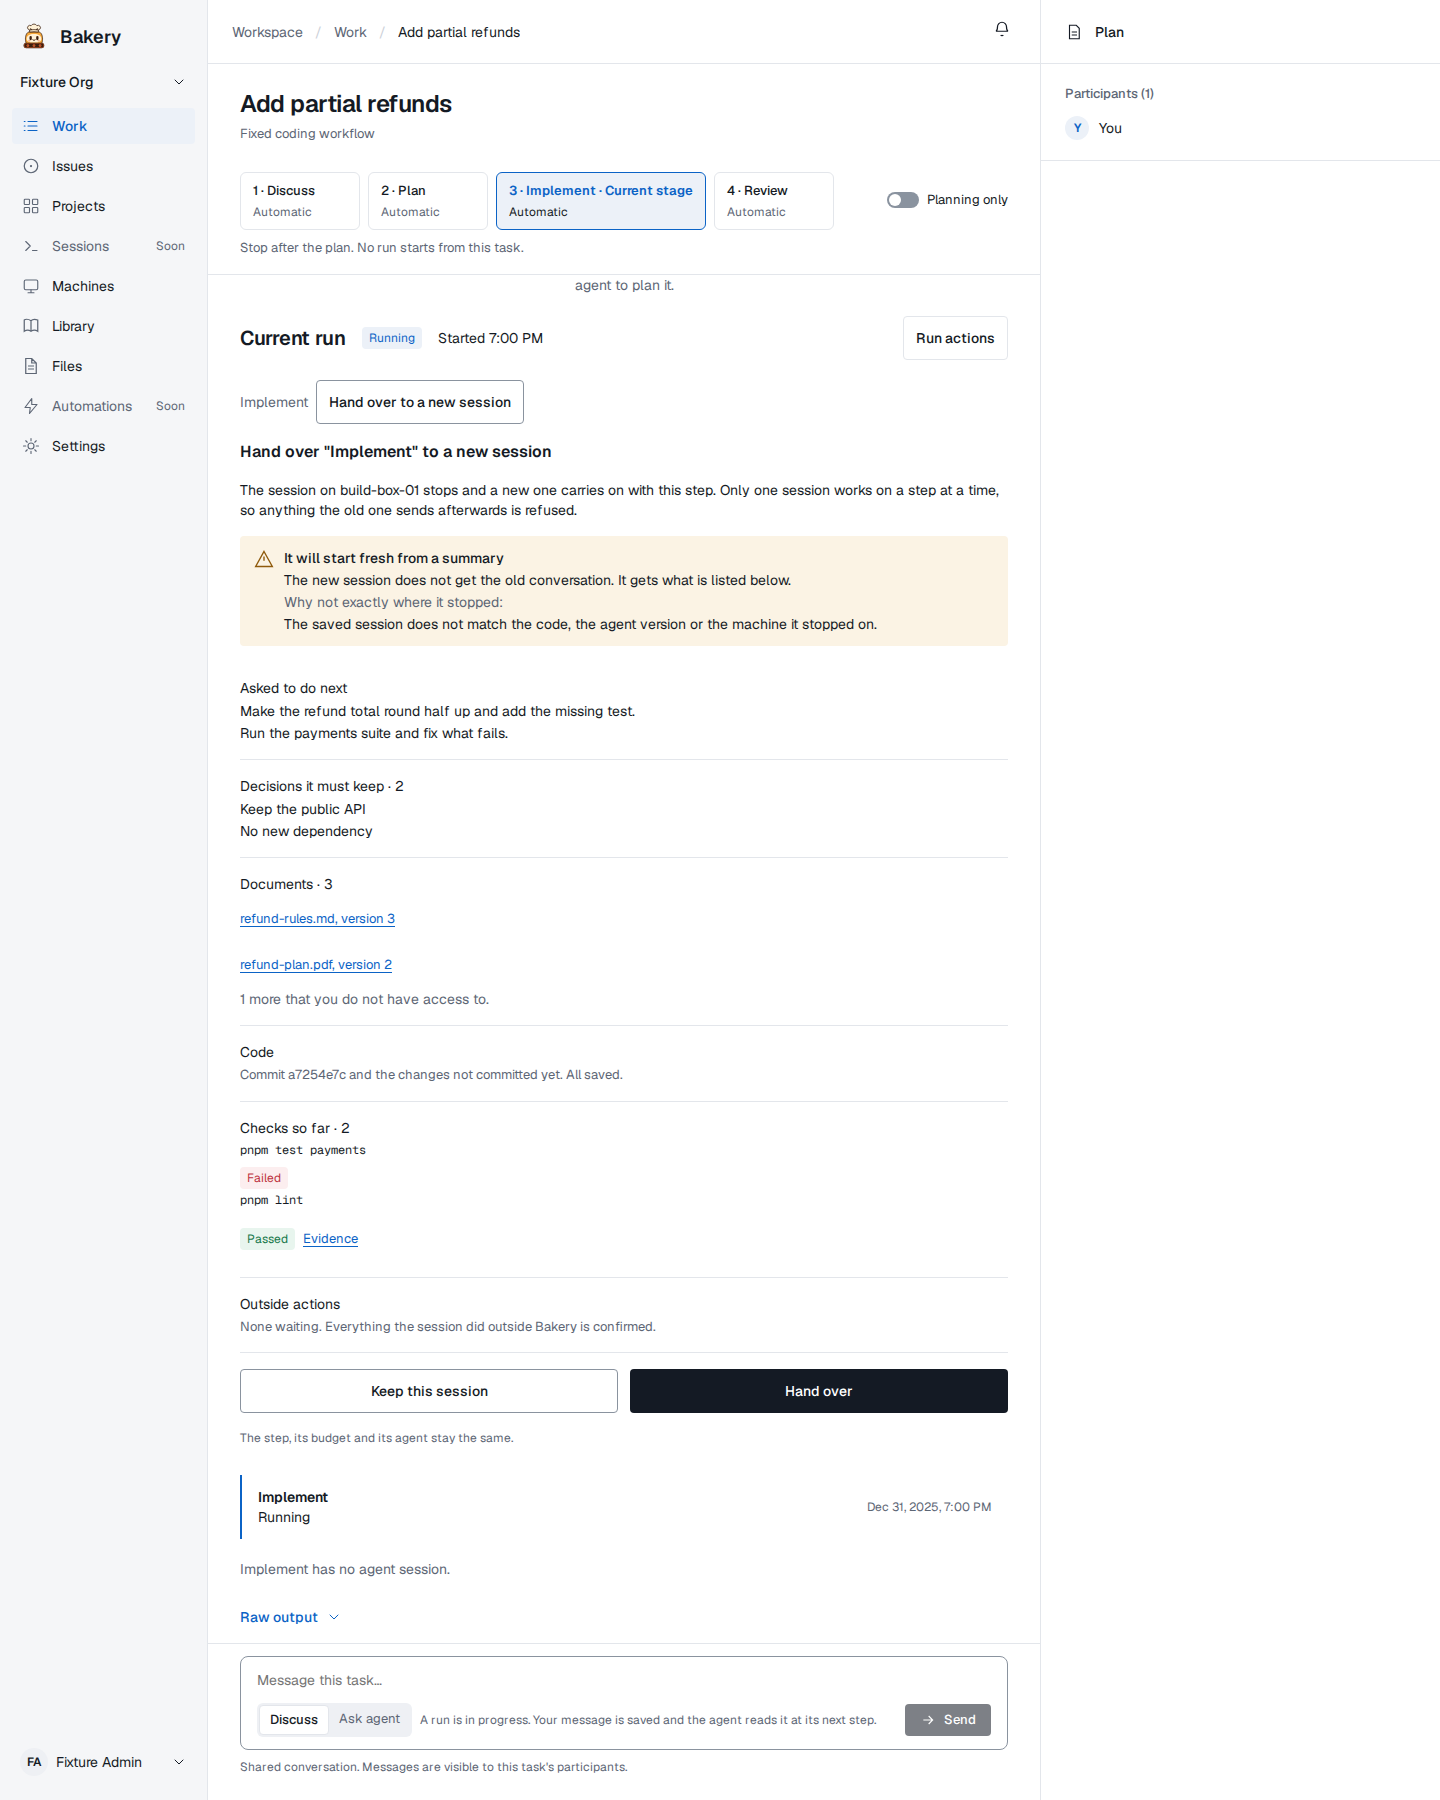 Bakery
Fixture Org
Work
Issues
Projects
Sessions Soon
Machines
Library
Files
Automations Soon
Settings
FA Fixture Admin
Workspace / Work / Add partial refunds
Add partial refunds
Fixed coding workflow
1 · Discuss
Automatic
2 · Plan
Automatic
3 · Implement · Current stage
Automatic
4 · Review
Automatic
Planning only
Stop after the plan. No run starts from this task.
agent to plan it.
Current run Running Started 7:00 PM Run actions
Implement Hand over to a new session
Hand over "Implement" to a new session
The session on build-box-01 stops and a new one carries on with this step. Only one session works on a step at a time,
so anything the old one sends afterwards is refused.
It will start fresh from a summary
The new session does not get the old conversation. It gets what is listed below.
Why not exactly where it stopped:
The saved session does not match the code, the agent version or the machine it stopped on.
Asked to do next
Make the refund total round half up and add the missing test.
Run the payments suite and fix what fails.
Decisions it must keep · 2
Keep the public API
No new dependency
Documents · 3
refund-rules.md, version 3
refund-plan.pdf, version 2
1 more that you do not have access to.
Code
Commit a7254e7c and the changes not committed yet. All saved.
Checks so far · 2
pnpm test payments
Failed
pnpm lint
Passed Evidence
Outside actions
None waiting. Everything the session did outside Bakery is confirmed.
Keep this session Hand over
The step, its budget and its agent stay the same.
Implement
Running
Dec 31, 2025, 7:00 PM
Implement has no agent session.
Raw output
Message this task...
Discuss Ask agent A run is in progress. Your message is saved and the agent reads it at its next step. Send
Shared conversation. Messages are visible to this task's participants.
Plan
Participants (1)
Y You